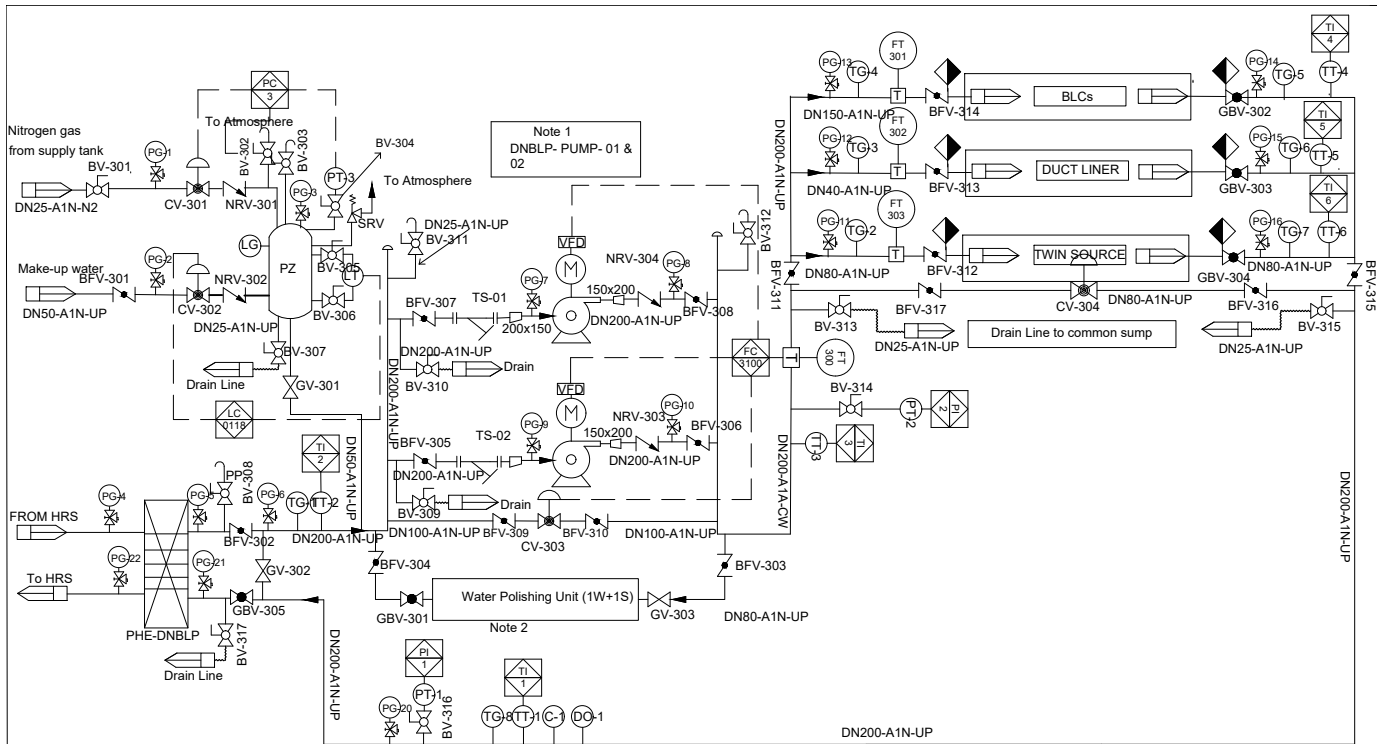 PC
3
To Atmosphere
Nitrogen gas
from supply tank
BV-301
PG-1
BV-302
BV-303
BV-304
PG-3
PT-3
To Atmosphere
DN25-A1N-N2
CV-301
NRV-301
SRV
LG
PZ
BV-305
LT
Make-up water
BFV-301
PG-2
NRV-302
DN50-A1N-UP
CV-302
DN25-A1N-UP
BV-306
BV-307
Drain Line
GV-301
LC
0118
TI
2
DN50-A1N-UP
DN200-A1N-UP
Note 1
DNBLP- PUMP- 01 &
02
DN25-A1N-UP
BV-311
VFD
M
BV-312
BFV-307
TS-01
PG-7
150x200
NRV-304
PG-8
200x150
DN200-A1N-UP
BFV-308
DN200-A1N-UP
BV-310
Drain
VFD
M
BFV-305
TS-02
PG-9
150x200
NRV-303
PG-10
BFV-306
DN200-A1N-UP
DN200-A1N-UP
BV-309
Drain
DN100-A1N-UP
BFV-309
CV-303
BFV-310
DN100-A1N-UP
FC
3100
T
FT
300
DN200-A1A-CW
BV-314
PT-2
PI
2
TT-3
TI
3
FROM HRS
PG-4
PG-5
PP
BV-308
PG-6
TG-1
TT-2
BFV-302
DN200-A1N-UP
To HRS
PG-22
PG-21
GV-302
GBV-305
PHE-DNBLP
BV-317
Drain Line
DN200-A1N-UP
BFV-304
GBV-301
Water Polishing Unit (1W+1S)
Note 2
GV-303
BFV-303
DN80-A1N-UP
PI
1
PT-1
BV-316
PG-20
TI
1
TG-8
TT-1
C-1
DO-1
DN200-A1N-UP
DN200-A1N-UP
DN200-A1N-UP
BFV-311
PG-13
TG-4
FT
301
T
DN150-A1N-UP
BFV-314
BLCs
GBV-302
PG-14
TG-5
TI
4
TT-4
PG-12
TG-3
FT
302
T
DN40-A1N-UP
BFV-313
DUCT LINER
GBV-303
PG-15
TG-6
TI
5
TT-5
PG-11
TG-2
FT
303
T
DN80-A1N-UP
BFV-312
TWIN SOURCE
GBV-304
PG-16
TG-7
TI
6
TT-6
DN80-A1N-UP
BFV-317
CV-304
DN80-A1N-UP
BFV-316
BFV-315
BV-313
DN25-A1N-UP
Drain Line to common sump
DN25-A1N-UP
BV-315